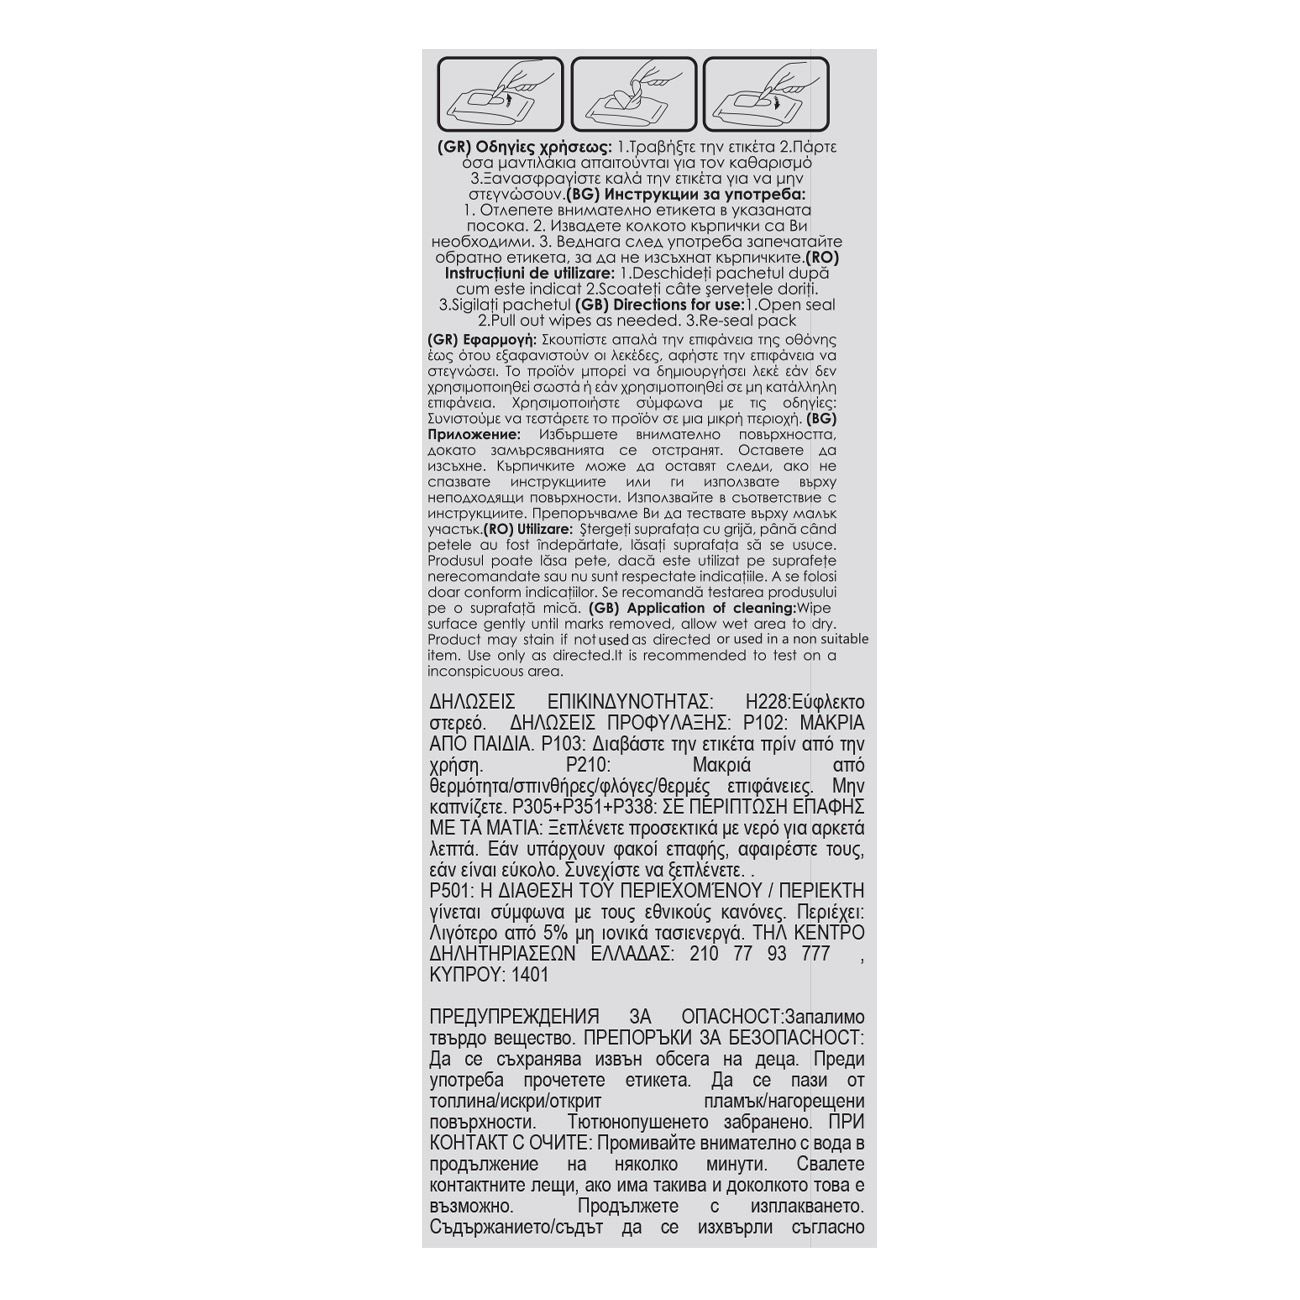 (GR) Οδηγίες χρήσεως: 1.Τραβήξτε την ετικέτα 2.Πάρτε
όσα μαντιλάκια απαιτούνται για τον καθαρισμό
3.Ξανασφραγίστε καλά την ετικέτα για να μην
στεγνώσουν.(BG) Инструкции за употреба:
1. Отлепете внимателно етикета в указаната
посока. 2. Извадете колкото кърпички са Ви
необходими. 3. Веднага след употреба запечатайте
обратно етикета, за да не изсъхнат кърпичките.(RO)
Instrucțiuni de utilizare: 1.Deschideți pachetul după
cum este indicat 2.Scoateți câte șervețele doriți.
3.Sigilați pachetul (GB) Directions for use:1.Open seal
2.Pull out wipes as needed. 3.Re-seal pack
(GR) Εφαρμογή: Σκουπίστε απαλά την επιφάνεια της οθόνης
έως ότου εξαφανιστούν οι λεκέδες, αφήστε την επιφάνεια να
στεγνώσει. Το προϊόν μπορεί να δημιουργήσει λεκέ εάν δεν
χρησιμοποιηθεί σωστά ή εάν χρησιμοποιηθεί σε μη κατάλληλη
επιφάνεια. Χρησιμοποιήστε σύμφωνα με τις οδηγίες:
Συνιστούμε να τεστάρετε το προϊόν σε μια μικρή περιοχή. (BG)
Приложение: Избършете внимателно повърхността,
докато замърсяванията се отстранят. Оставете да
изсъхне. Кърпичките може да оставят следи, ако не
спазвате инструкциите или ги използвате върху
неподходящи повърхности. Използвайте в съответствие с
инструкциите. Препоръчваме Ви да тествате върху малък
участък.(RO) Utilizare: Ștergeți suprafața cu grijă, până când
petele au fost îndepărtate, lăsați suprafața să se usuce.
Produsul poate lăsa pete, dacă este utilizat pe suprafețe
nerecomandate sau nu sunt respectate indicațiile. A se folosi
doar conform indicațiilor. Se recomandă testarea produsului
pe o suprafață mică. (GB) Application of cleaning:Wipe
surface gently until marks removed, allow wet area to dry.
Product may stain if not used as directed or used in a non suitable
item. Use only as directed.It is recommended to test on a
inconspicuous area.
ΔΗΛΩΣΕΙΣ ΕΠΙΚΙΝΔΥΝΟΤΗΤΑΣ: H228:Εύφλεκτο
στερεό. ΔΗΛΩΣΕΙΣ ΠΡΟΦΥΛΑΞΗΣ: P102: ΜΑΚΡΙΑ
ΑΠΟ ΠΑΙΔΙΑ. P103: Διαβάστε την ετικέτα πρίν από την
χρήση. P210: Μακριά από
θερμότητα/σπινθήρες/φλόγες/θερμές επιφάνειες. Μην
καπνίζετε. P305+P351+P338: ΣΕ ΠΕΡΙΠΤΩΣΗ ΕΠΑΦΗΣ
ΜΕ ΤΑ ΜΑΤΙΑ: Ξεπλένετε προσεκτικά με νερό για αρκετά
λεπτά. Εάν υπάρχουν φακοί επαφής, αφαιρέστε τους,
εάν είναι εύκολο. Συνεχίστε να ξεπλένετε. .
P501: Η ΔΙΑΘΕΣΗ ΤΟΥ ΠΕΡΙΕΧΟΜΈΝΟΥ / ΠΕΡΙΕΚΤΗ
γίνεται σύμφωνα με τους εθνικούς κανόνες. Περιέχει:
Λιγότερο από 5% μη ιονικά τασιενεργά. ΤΗΛ ΚΕΝΤΡΟ
ΔΗΛΗΤΗΡΙΑΣΕΩΝ ΕΛΛΑΔΑΣ: 210 77 93 777 ,
ΚΥΠΡΟΥ: 1401
ПРЕДУПРЕЖДЕНИЯ ЗА ОПАСНОСТ:Запалимо
твърдо вещество. ПРЕПОРЪКИ ЗА БЕЗОПАСНОСТ:
Да се съхранява извън обсега на деца. Преди
употреба прочетете етикета. Да се пази от
топлина/искри/открит пламък/нагорещени
повърхности. Тютюнопушенето забранено. ПРИ
КОНТАКТ С ОЧИТЕ: Промивайте внимателно с вода в
продължение на няколко минути. Свалете
контактните лещи, ако има такива и доколкото това е
възможно. Продължете с изплакването.
Съдържанието/съдът да се изхвърли съгласно